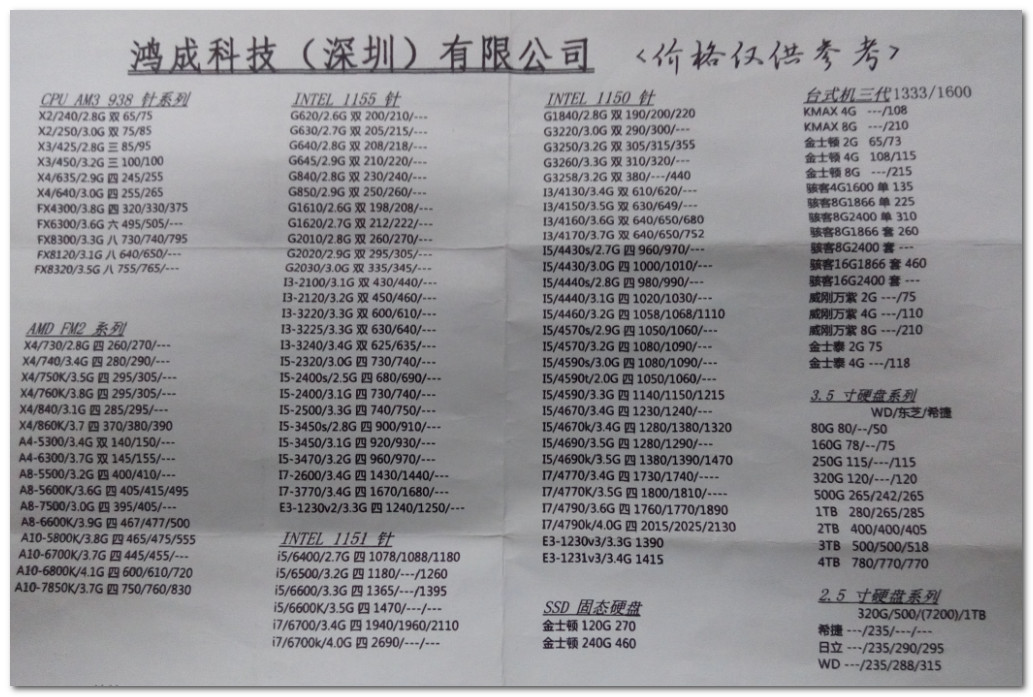 鸿成科技（深圳）有限公司 <价格仅供参考>
CPU AM3 938 针系列
X2/240/2.8G 双 65/75
X2/250/3.0G 双 75/85
X3/425/2.8G 三 85/95
X3/450/3.2G 三 100/100
X4/635/2.9G 四 245/255
X4/640/3.0G 四 255/265
FX4300/3.8G 四 320/330/375
FX6300/3.6G 六 495/505/---
FX8300/3.3G 八 730/740/795
FX8120/3.1G 八 640/650/---
FX8320/3.5G 八 755/765/---
AMD FM2 系列
X4/730/2.8G 四 260/270/---
X4/740/3.4G 四 280/290/---
X4/750K/3.5G 四 295/305/---
X4/760K/3.8G 四 295/305/---
X4/840/3.1G 四 285/295/---
X4/860K/3.7 四 370/380/390
A4-5300/3.4G 双 140/150/---
A4-6300/3.7G 双 145/155/---
A8-5500/3.2G 四 400/410/---
A8-5600K/3.6G 四 405/415/495
A8-7500/3.0G 四 395/405/---
A8-6600K/3.9G 四 467/477/500
A10-5800K/3.8G 四 465/475/555
A10-6700K/3.7G 四 445/455/---
A10-6800K/4.1G 四 600/610/720
A10-7850K/3.7G 四 750/760/830
INTEL 1155 针
G620/2.6G 双 200/210/---
G630/2.7G 双 205/215/---
G640/2.8G 双 208/218/---
G645/2.9G 双 210/220/---
G840/2.8G 双 230/240/---
G850/2.9G 双 250/260/---
G1610/2.6G 双 198/208/---
G1620/2.7G 双 212/222/---
G2010/2.8G 双 260/270/---
G2020/2.9G 双 295/305/---
G2030/3.0G 双 335/345/---
I3-2100/3.1G 双 430/440/---
I3-2120/3.2G 双 450/460/---
I3-3220/3.3G 双 600/610/---
I3-3225/3.3G 双 630/640/---
I3-3240/3.4G 双 625/635/---
I5-2320/3.0G 四 730/740/---
I5-2400s/2.5G 四 680/690/---
I5-2400/3.1G 四 730/740/---
I5-2500/3.3G 四 740/750/---
I5-3450s/2.8G 四 900/910/---
I5-3450/3.1G 四 920/930/---
I5-3470/3.2G 四 960/970/---
I7-2600/3.4G 四 1430/1440/---
I7-3770/3.4G 四 1670/1680/---
E3-1230v2/3.3G 四 1240/1250/---
INTEL 1151 针
i5/6400/2.7G 四 1078/1088/1180
i5/6500/3.2G 四 1180/---/1260
i5/6600/3.3G 四 1365/---/1395
i5/6600K/3.5G 四 1470/---/---
i7/6700/3.4G 四 1940/1960/2110
i7/6700k/4.0G 四 2690/---/---
INTEL 1150 针
G1840/2.8G 双 190/200/220
G3220/3.0G 双 290/300/---
G3250/3.2G 双 305/315/355
G3260/3.3G 双 310/320/---
G3258/3.2G 双 380/---/440
I3/4130/3.4G 双 610/620/---
I3/4150/3.5G 双 630/649/---
I3/4160/3.6G 双 640/650/680
I3/4170/3.7G 双 640/650/752
I5/4430s/2.7G 四 960/970/---
I5/4430/3.0G 四 1000/1010/---
I5/4440s/2.8G 四 980/990/---
I5/4440/3.1G 四 1020/1030/---
I5/4460/3.2G 四 1058/1068/1110
I5/4570s/2.9G 四 1050/1060/---
I5/4570/3.2G 四 1080/1090/---
I5/4590s/3.0G 四 1080/1090/---
I5/4590t/2.0G 四 1050/1060/---
I5/4590/3.3G 四 1140/1150/1215
I5/4670/3.4G 四 1230/1240/---
I5/4670k/3.4G 四 1280/1380/1320
I5/4690/3.5G 四 1280/1290/---
I5/4690k/3.5G 四 1380/1390/1470
I7/4770/3.4G 四 1730/1740/----
I7/4770K/3.5G 四 1800/1810/----
I7/4790/3.6G 四 1760/1770/1890
I7/4790k/4.0G 四 2015/2025/2130
E3-1230v3/3.3G 1390
E3-1231v3/3.4G 1415
SSD 固态硬盘
金士顿 120G 270
金士顿 240G 460
台式机三代1333/1600
KMAX 4G ---/108
KMAX 8G ---/210
金士顿 2G 65/73
金士顿 4G 108/115
金士顿 8G ---/215
骇客4G1600 单 135
骇客8G1866 单 225
骇客8G2400 单 310
骇客8G1866 套 260
骇客8G2400 套 ---
骇客16G1866 套 460
骇客16G2400 套 ---
威刚万紫 2G ---/75
威刚万紫 4G ---/110
威刚万紫 8G ---/210
金士泰 2G 75
金士泰 4G ---/118
3.5 寸硬盘系列
WD/东芝/希捷
80G 80/--/50
160G 78/--/75
250G 115/---/115
320G 120/---/120
500G 265/242/265
1TB 280/265/285
2TB 400/400/405
3TB 500/500/518
4TB 780/770/770
2.5 寸硬盘系列
320G/500/(7200)/1TB
希捷 ---/235/---/---
日立 ---/235/290/295
WD ---/235/288/315